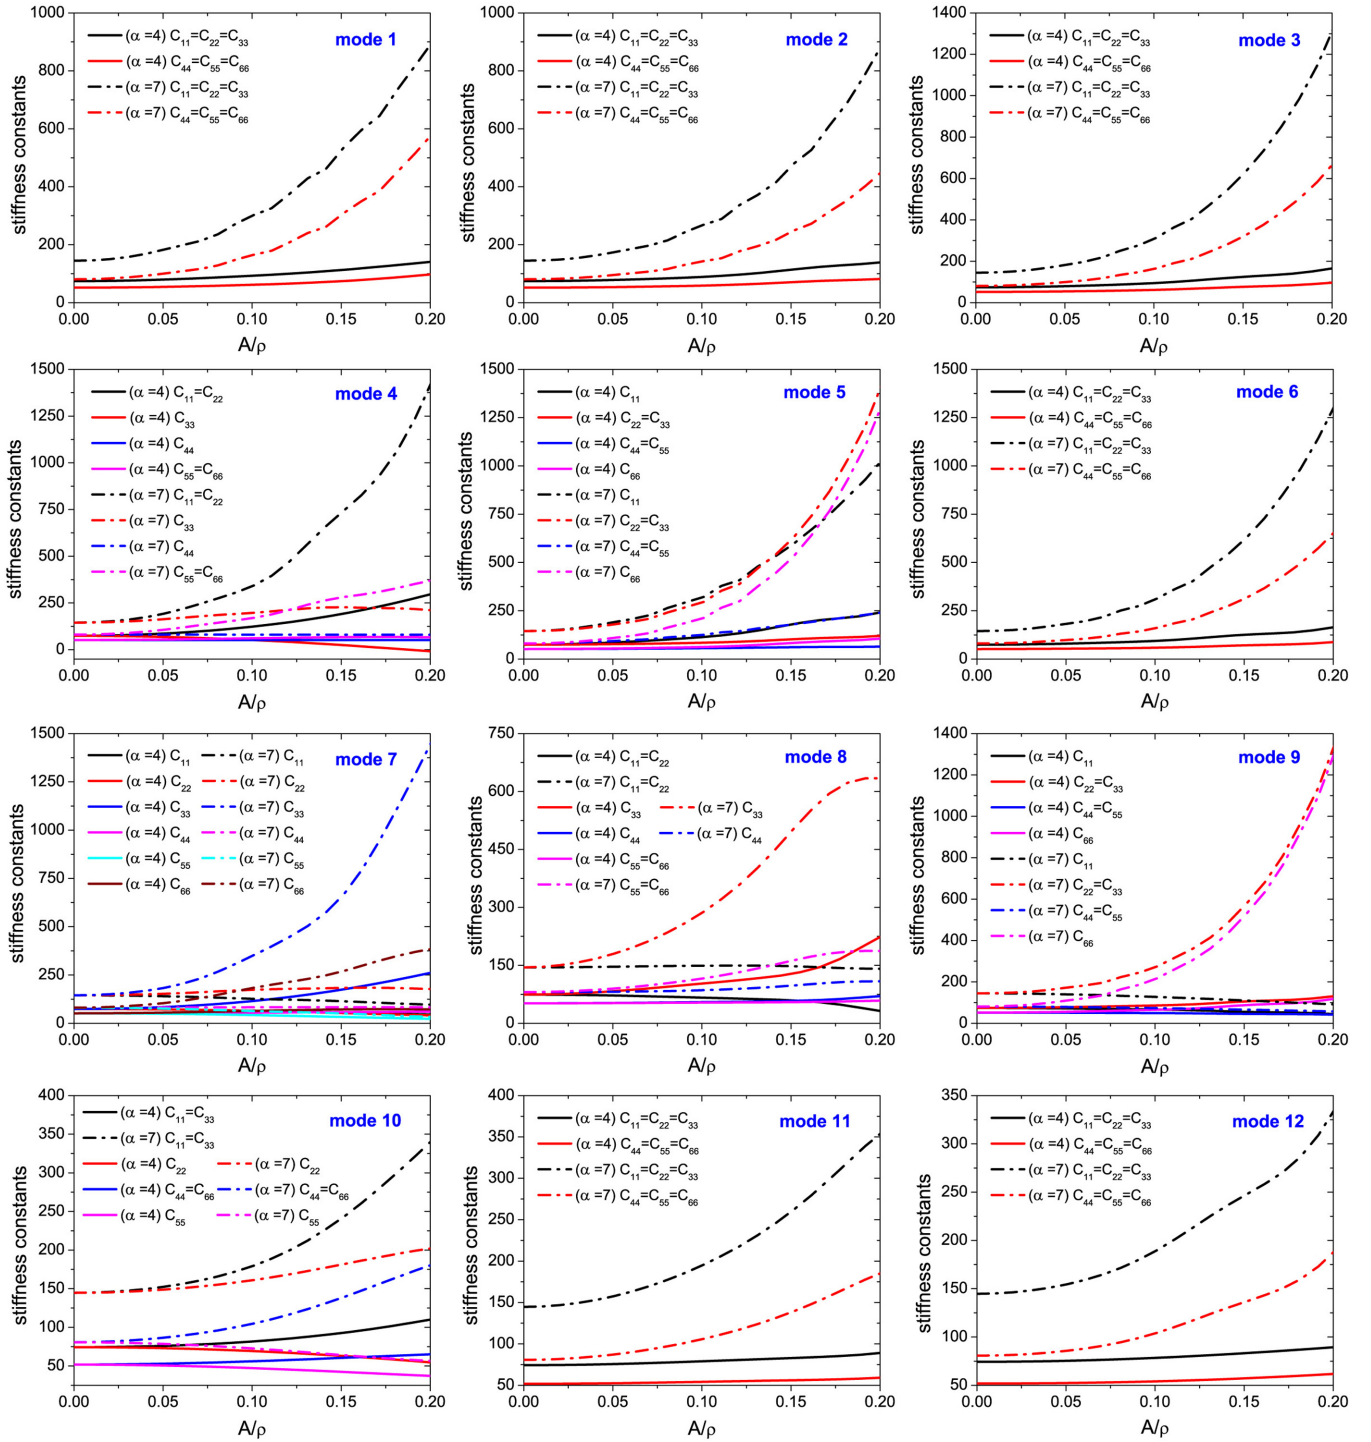 mode 1
stiffness constants
1000
800
600
400
200
0
(α =4) C₁₁=C₂₂=C₃₃
(α =4) C₄₄=C₅₅=C₆₆
(α =7) C₁₁=C₂₂=C₃₃
(α =7) C₄₄=C₅₅=C₆₆
0.00 0.05 0.10 0.15 0.20
A/ρ
mode 2
stiffness constants
1000
800
600
400
200
0
(α =4) C₁₁=C₂₂=C₃₃
(α =4) C₄₄=C₅₅=C₆₆
(α =7) C₁₁=C₂₂=C₃₃
(α =7) C₄₄=C₅₅=C₆₆
0.00 0.05 0.10 0.15 0.20
A/ρ
mode 3
stiffness constants
1400
1200
1000
800
600
400
200
0
(α =4) C₁₁=C₂₂=C₃₃
(α =4) C₄₄=C₅₅=C₆₆
(α =7) C₁₁=C₂₂=C₃₃
(α =7) C₄₄=C₅₅=C₆₆
0.00 0.05 0.10 0.15 0.20
A/ρ
mode 4
stiffness constants
1500
1250
1000
750
500
250
0
(α =4) C₁₁=C₂₂
(α =4) C₃₃
(α =4) C₄₄
(α =4) C₅₅=C₆₆
(α =7) C₁₁=C₂₂
(α =7) C₃₃
(α =7) C₄₄
(α =7) C₅₅=C₆₆
0.00 0.05 0.10 0.15 0.20
A/ρ
mode 5
stiffness constants
1500
1250
1000
750
500
250
0
(α =4) C₁₁
(α =4) C₂₂=C₃₃
(α =4) C₄₄=C₅₅
(α =4) C₆₆
(α =7) C₁₁
(α =7) C₂₂=C₃₃
(α =7) C₄₄=C₅₅
(α =7) C₆₆
0.00 0.05 0.10 0.15 0.20
A/ρ
mode 6
stiffness constants
1500
1250
1000
750
500
250
0
(α =4) C₁₁=C₂₂=C₃₃
(α =4) C₄₄=C₅₅=C₆₆
(α =7) C₁₁=C₂₂=C₃₃
(α =7) C₄₄=C₅₅=C₆₆
0.00 0.05 0.10 0.15 0.20
A/ρ
mode 7
stiffness constants
1500
1250
1000
750
500
250
0
(α =4) C₁₁ (α =7) C₁₁
(α =4) C₂₂ (α =7) C₂₂
(α =4) C₃₃ (α =7) C₃₃
(α =4) C₄₄ (α =7) C₄₄
(α =4) C₅₅ (α =7) C₅₅
(α =4) C₆₆ (α =7) C₆₆
0.00 0.05 0.10 0.15 0.20
A/ρ
mode 8
stiffness constants
750
600
450
300
150
0
(α =4) C₁₁=C₂₂
(α =7) C₁₁=C₂₂
(α =4) C₃₃ (α =7) C₃₃
(α =4) C₄₄ (α =7) C₄₄
(α =4) C₅₅=C₆₆
(α =7) C₅₅=C₆₆
0.00 0.05 0.10 0.15 0.20
A/ρ
mode 9
stiffness constants
1400
1200
1000
800
600
400
200
0
(α =4) C₁₁
(α =4) C₂₂=C₃₃
(α =4) C₄₄=C₅₅
(α =4) C₆₆
(α =7) C₁₁
(α =7) C₂₂=C₃₃
(α =7) C₄₄=C₅₅
(α =7) C₆₆
0.00 0.05 0.10 0.15 0.20
A/ρ
mode 10
stiffness constants
400
350
300
250
200
150
100
50
(α =4) C₁₁=C₃₃
(α =7) C₁₁=C₃₃
(α =4) C₂₂ (α =7) C₂₂
(α =4) C₄₄=C₆₆ (α =7) C₄₄=C₆₆
(α =4) C₅₅ (α =7) C₅₅
0.00 0.05 0.10 0.15 0.20
A/ρ
mode 11
stiffness constants
400
350
300
250
200
150
100
50
(α =4) C₁₁=C₂₂=C₃₃
(α =4) C₄₄=C₅₅=C₆₆
(α =7) C₁₁=C₂₂=C₃₃
(α =7) C₄₄=C₅₅=C₆₆
0.00 0.05 0.10 0.15 0.20
A/ρ
mode 12
stiffness constants
350
300
250
200
150
100
50
(α =4) C₁₁=C₂₂=C₃₃
(α =4) C₄₄=C₅₅=C₆₆
(α =7) C₁₁=C₂₂=C₃₃
(α =7) C₄₄=C₅₅=C₆₆
0.00 0.05 0.10 0.15 0.20
A/ρ